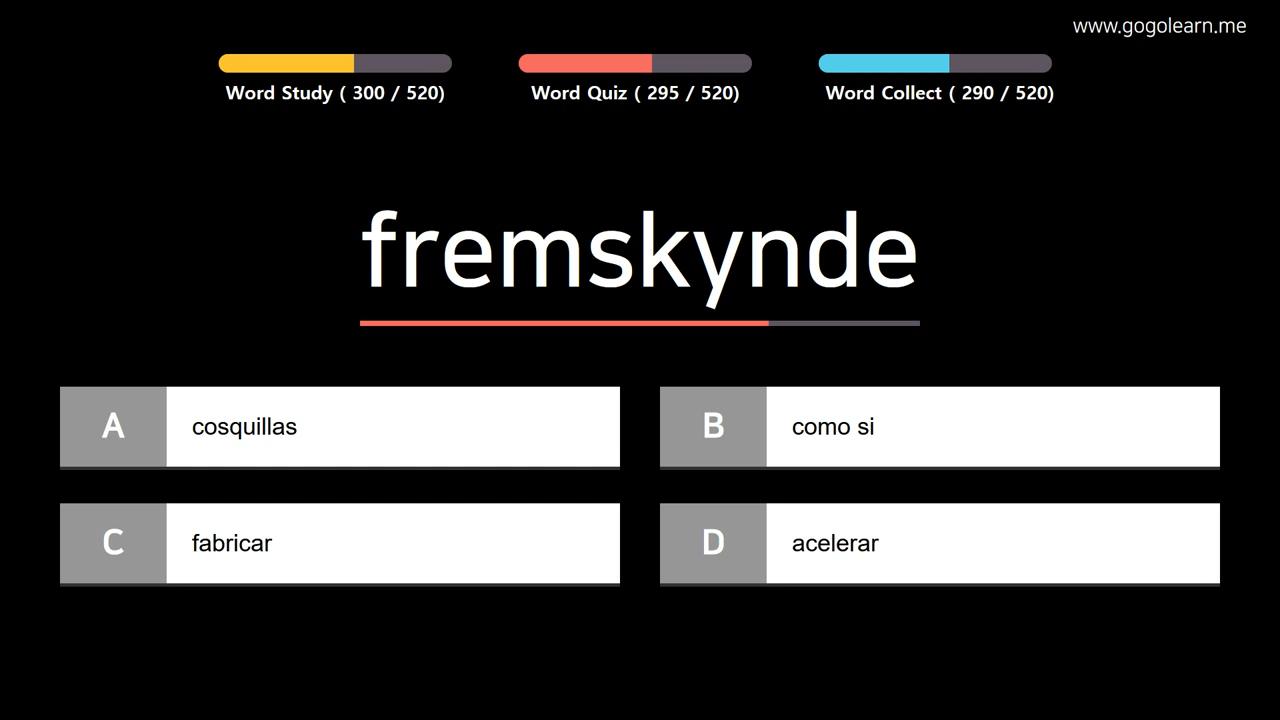 www.gogolearn.me
Word Study ( 300 / 520)
Word Quiz ( 295 / 520)
Word Collect ( 290 / 520)
fremskynde
A cosquillas
B como si
C fabricar
D acelerar